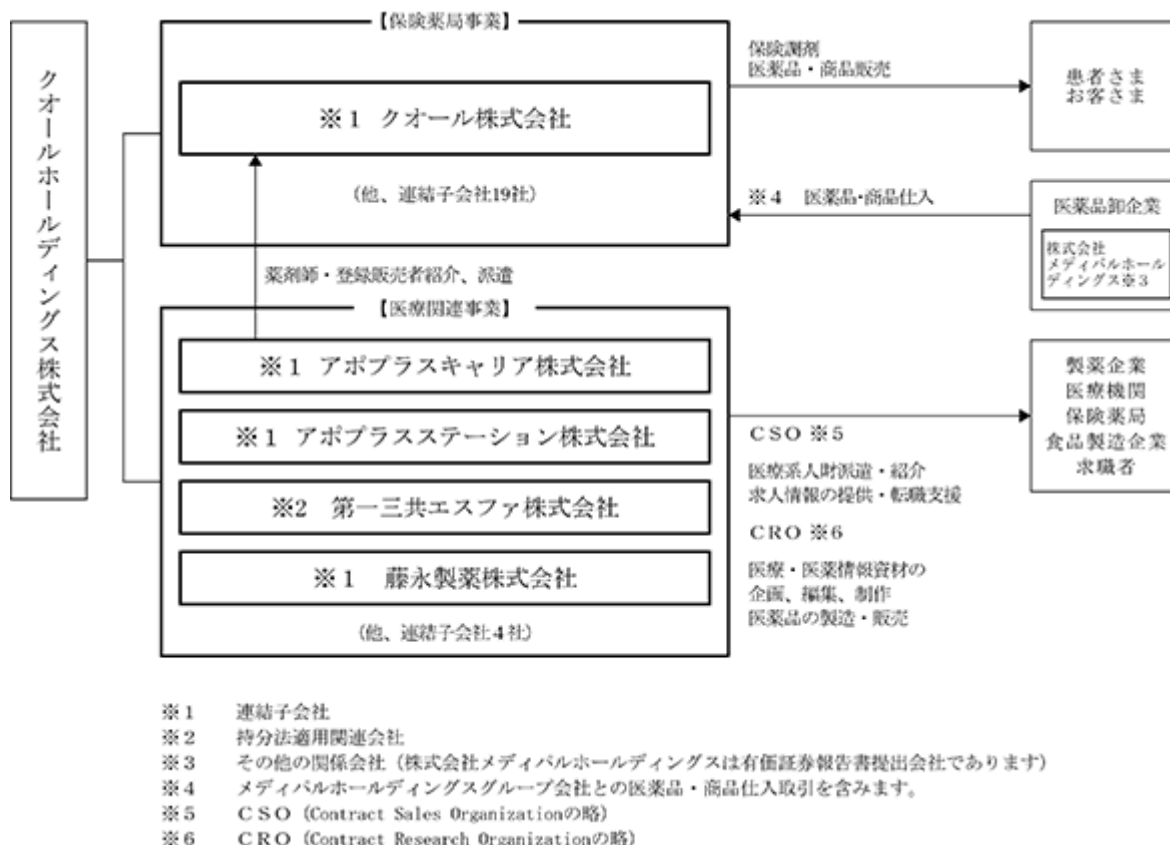 クオールホールディングス株式会社
【保険薬局事業】
※1 クオール株式会社
(他、連結子会社19社)
保険調剤
医薬品・商品販売
患者さま
お客さま
※4 医薬品・商品仕入
医薬品卸企業
株式会社
メディパルホール
ディングス※3
薬剤師・登録販売者紹介、派遣
【医療関連事業】
※1 アポプラスキャリア株式会社
※1 アポプラスステーション株式会社
※2 第一三共エスファ株式会社
※1 藤永製薬株式会社
(他、連結子会社4社)
CSO ※5
医療系人財派遣・紹介
求人情報の提供・転職支援
CRO ※6
医療・医薬情報資材の
企画、編集、制作
医薬品の製造・販売
製薬企業
医療機関
保険薬局
食品製造企業
求職者
※1 連結子会社
※2 持分法適用関連会社
※3 その他の関係会社(株式会社メディパルホールディングスは有価証券報告書提出会社であります)
※4 メディパルホールディングスグループ会社との医薬品・商品仕入取引を含みます。
※5 CSO(Contract Sales Organizationの略)
※6 CRO(Contract Research Organizationの略)